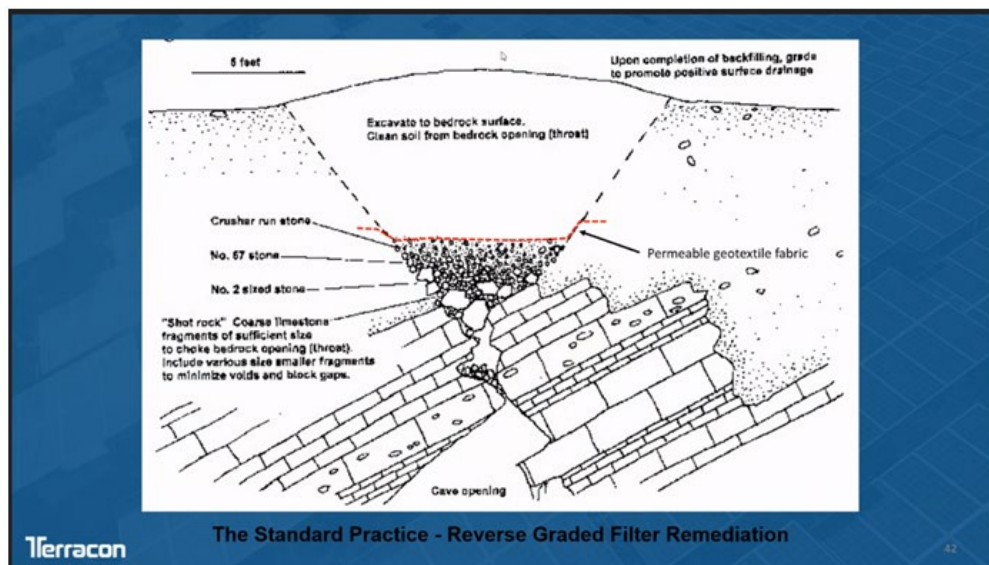 5 feet
Upon completion of backfilling, grade
to promote positive surface drainage
Excavate to bedrock surface.
Clean soil from bedrock opening (throat)
Crusher run stone
No. 57 stone
Permeable geotextile fabric
No. 2 sized stone
"Shot rock" Coarse limestone
fragments of sufficient size
to choke bedrock opening (throat).
Include various size smaller fragments
to minimize voids and block gaps.
Cave opening
The Standard Practice - Reverse Graded Filter Remediation
Terracon
42